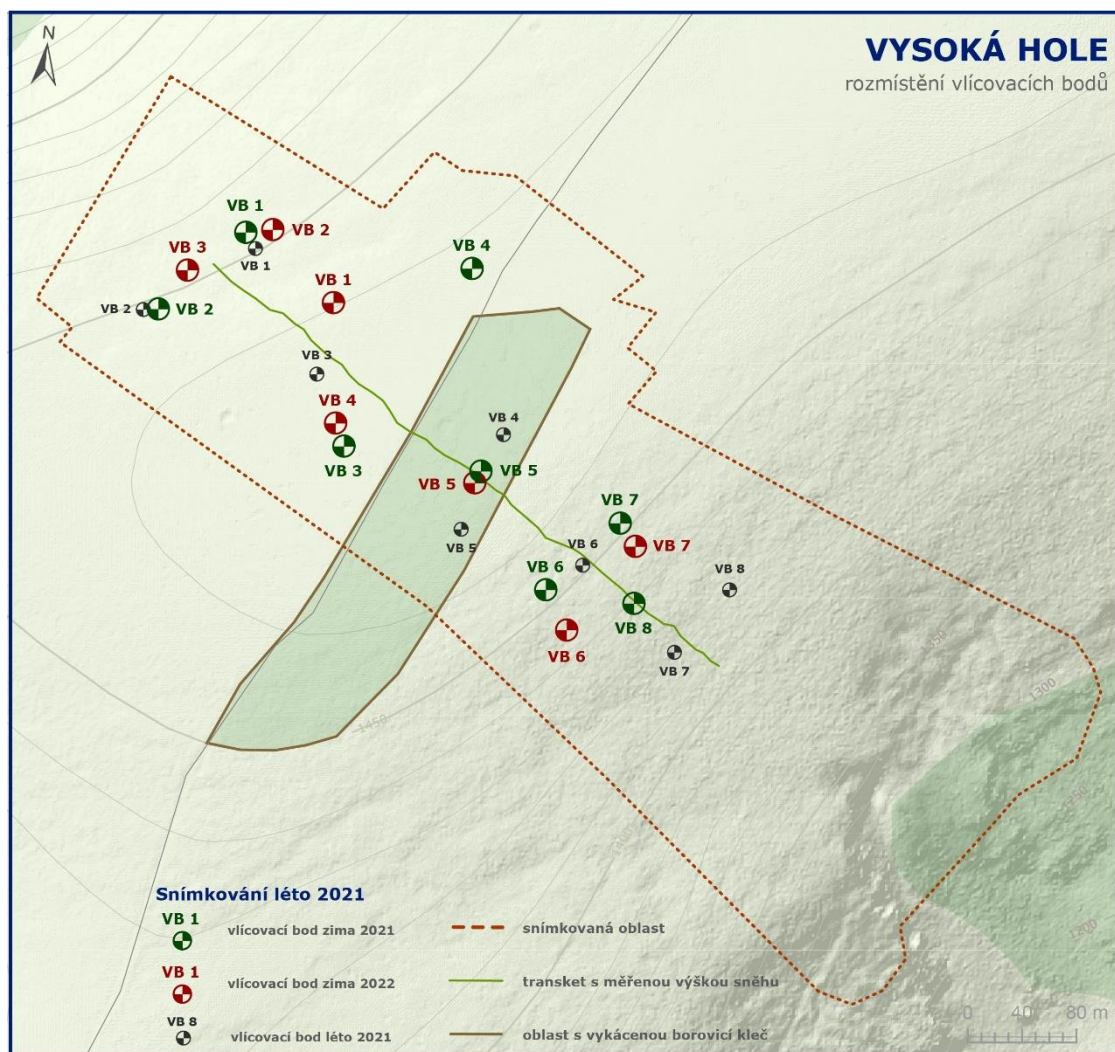 N
VYSOKÁ HOLE
rozmístění vlícovacích bodů
VB 1
VB 2
VB 1
VB 3
VB 4
VB 1
VB 2
VB 2
VB 3
VB 4
VB 4
VB 3
VB 5
VB 5
VB 5
VB 7
VB 6
VB 7
VB 6
VB 8
VB 8
VB 6
VB 7
1350
1300
1450
1250
200
Snímkování léto 2021
VB 1
vlícovací bod zima 2021
snímkovaná oblast
VB 1
vlícovací bod zima 2022
transket s měřenou výškou sněhu
VB 8
vlícovací bod léto 2021
oblast s vykácenou borovicí kleč
0 40 80 m